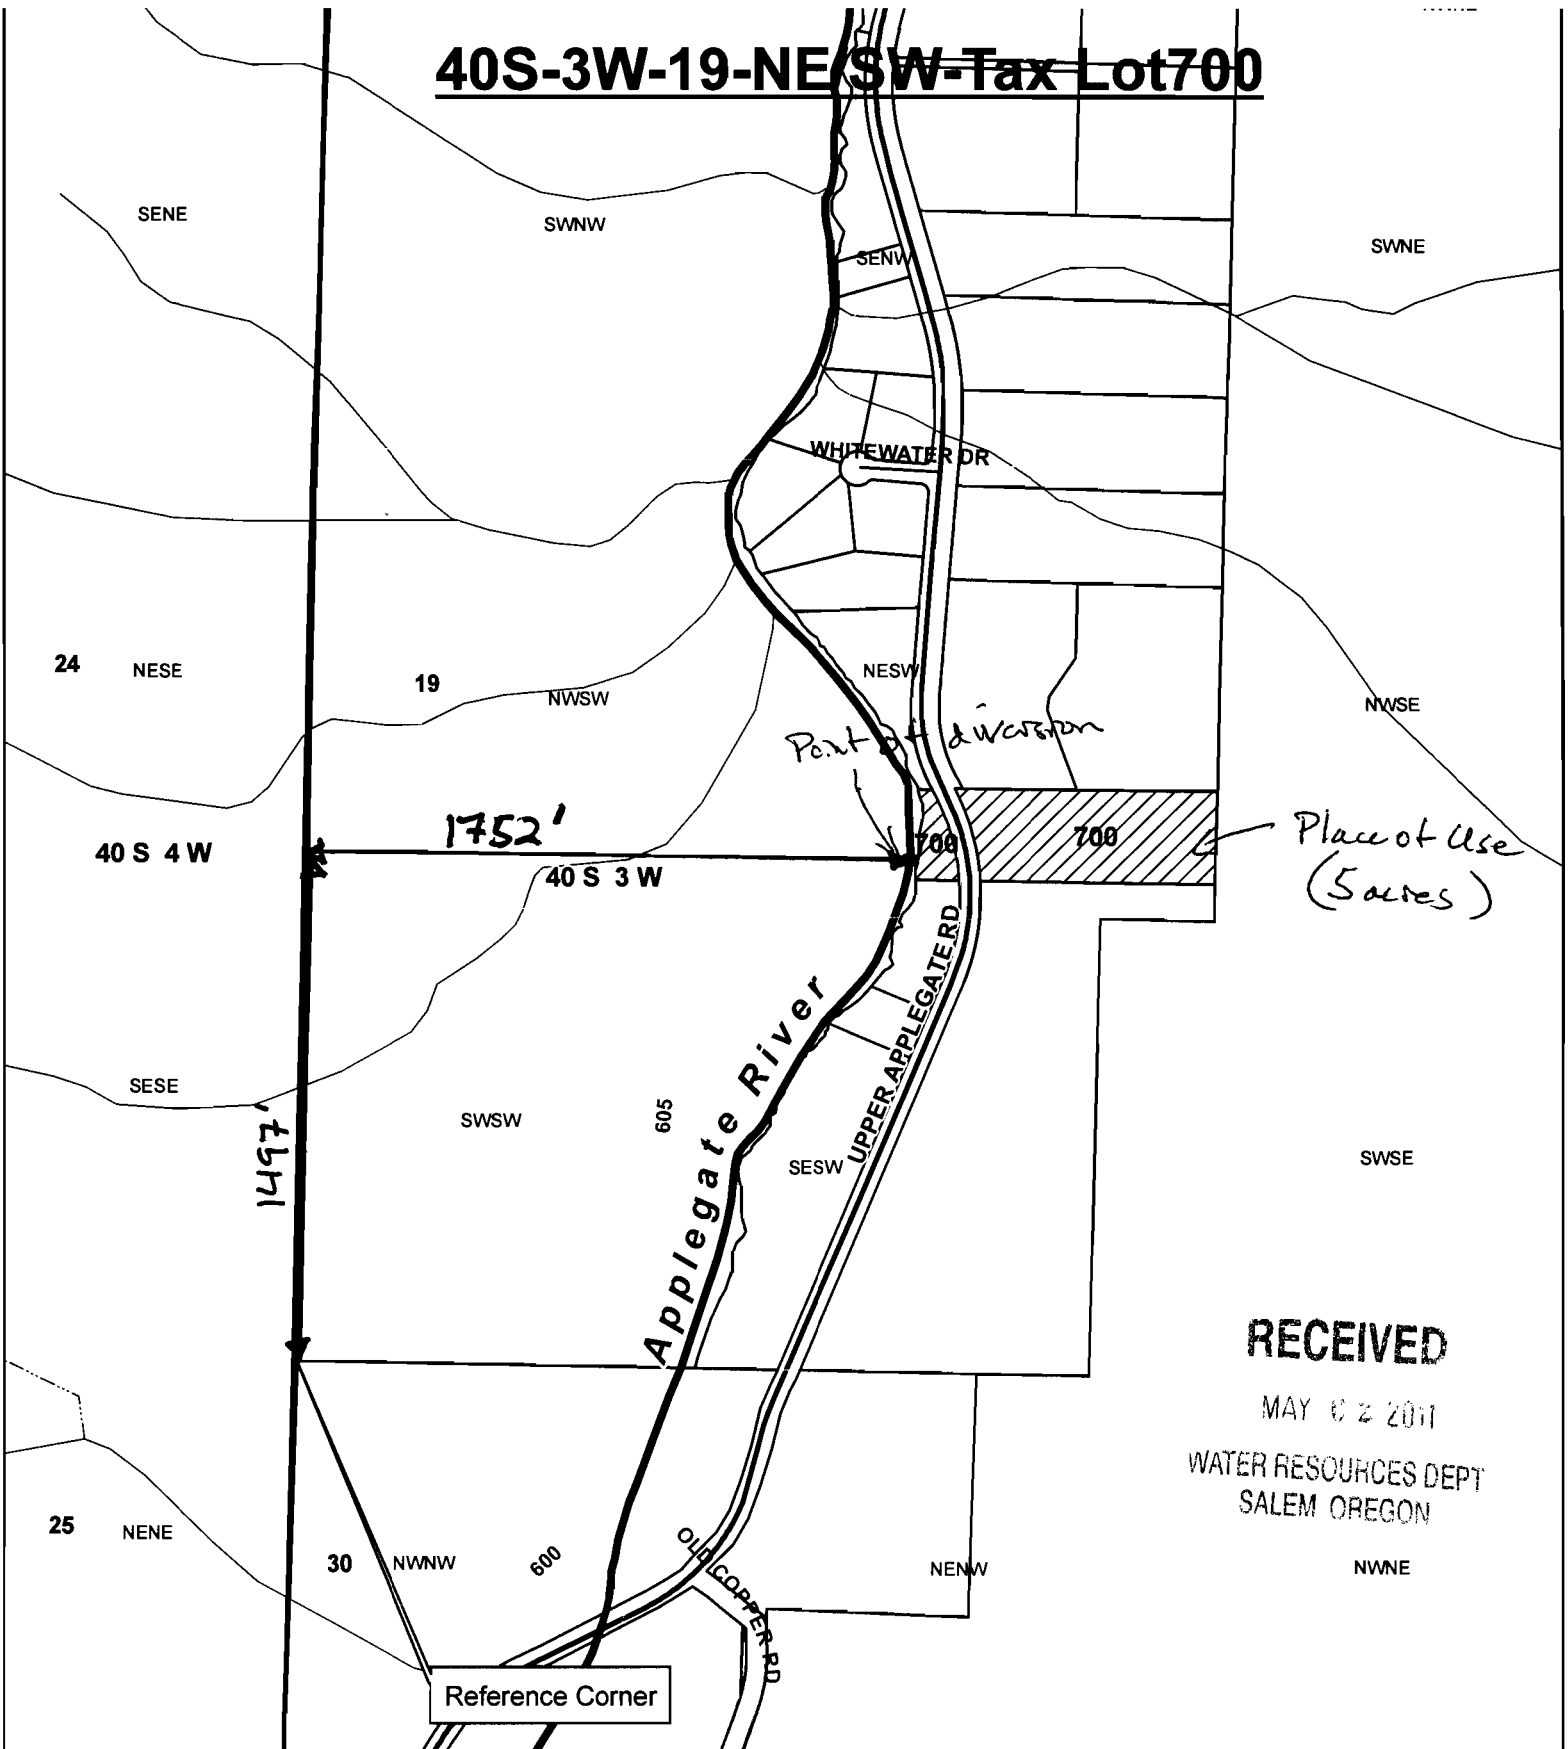 40S-3W-19-NE SW-Tax Lot700
SENE
SWNW
SENW
SWNE
WHITEWATER DR
24
NESE
19
NWSW
NESW
NWSE
Point of diversion
1752'
40 S 4 W
40 S 3 W
700
700
Place of Use
(5 acres)
UPPER APPLEGATE RD
Applegate River
SESE
1497'
SWSW
605
SESW
SWSE
RECEIVED
MAY 2011
WATER RESOURCES DEPT
SALEM OREGON
25
NENE
30
NWNW
600
OLD COPPER RD
NENW
NWNE
Reference Corner